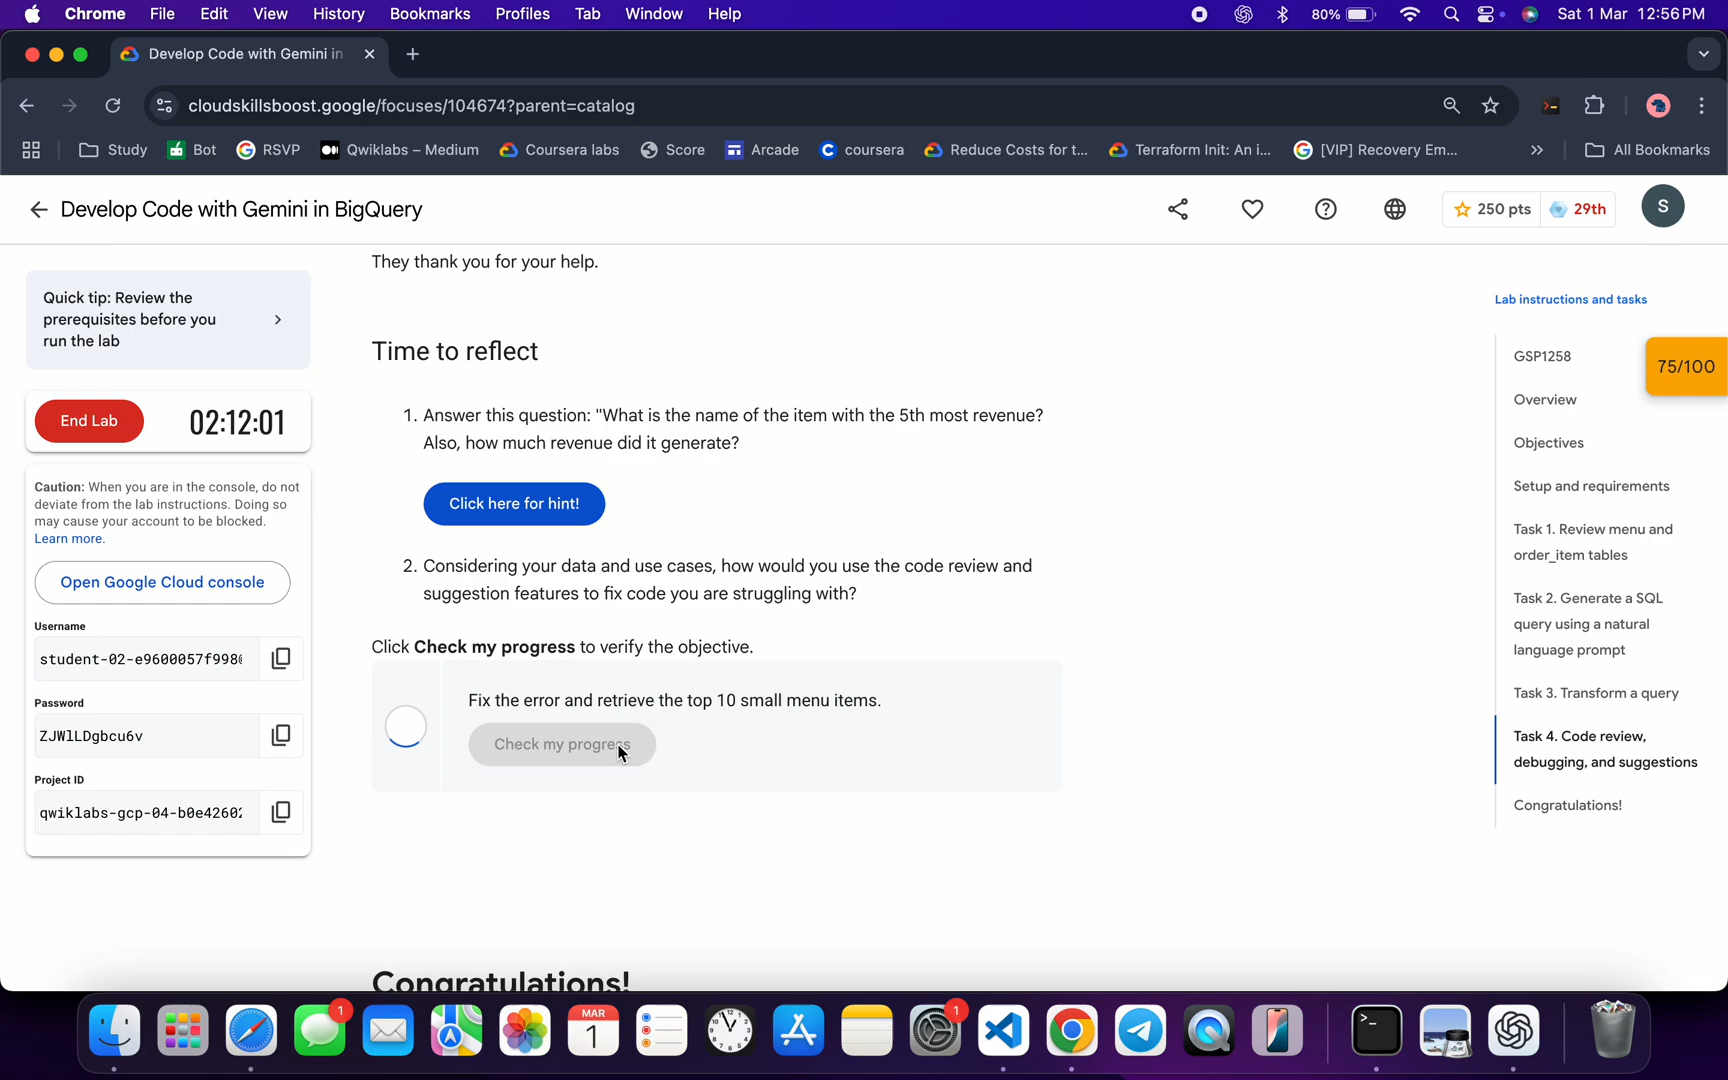 Chrome File Edit View History Bookmarks Profiles Tab Window Help 80% Sat 1 Mar 12:56 PM
Develop Code with Gemini in
cloudskillsboost.google/focuses/104674?parent=catalog
Study Bot RSVP Qwiklabs – Medium Coursera labs Score Arcade coursera Reduce Costs for t... Terraform Init: An i... [VIP] Recovery Em... » All Bookmarks
Develop Code with Gemini in BigQuery
250 pts 29th S
Quick tip: Review the
prerequisites before you
run the lab
End Lab 02:12:01
Caution: When you are in the console, do not
deviate from the lab instructions. Doing so
may cause your account to be blocked.
Learn more.
Open Google Cloud console
Username
student-02-e9600057f998
Password
ZJWlLDgbcu6v
Project ID
qwiklabs-gcp-04-b0e42602
They thank you for your help.
Time to reflect
1. Answer this question: "What is the name of the item with the 5th most revenue?
Also, how much revenue did it generate?
Click here for hint!
2. Considering your data and use cases, how would you use the code review and
suggestion features to fix code you are struggling with?
Click Check my progress to verify the objective.
Fix the error and retrieve the top 10 small menu items.
Check my progress
Congratulations!
Lab instructions and tasks
GSP1258
75/100
Overview
Objectives
Setup and requirements
Task 1. Review menu and
order_item tables
Task 2. Generate a SQL
query using a natural
language prompt
Task 3. Transform a query
Task 4. Code review,
debugging, and suggestions
Congratulations!
1
MAR
1
1